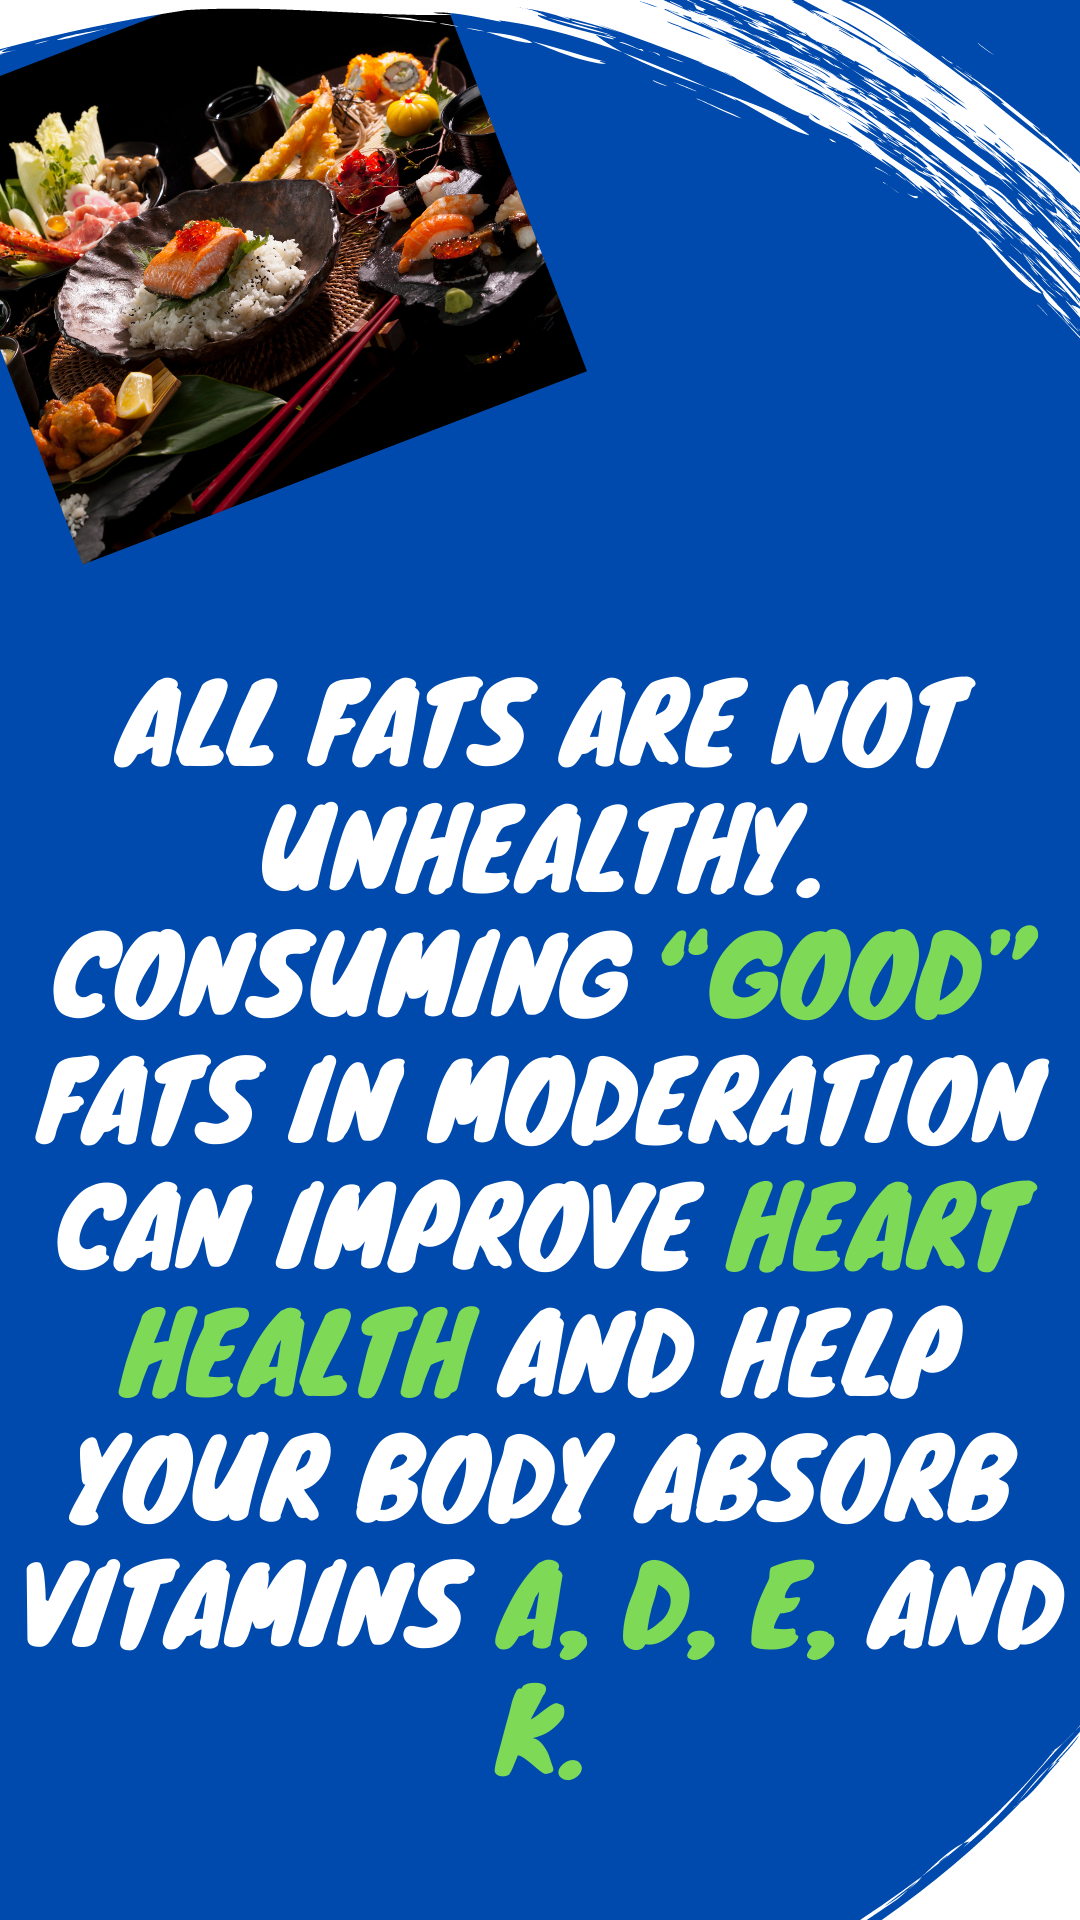 ALL FATS ARE NOT
UNHEALTHY.
CONSUMING “GOOD”
FATS IN MODERATION
CAN IMPROVE HEART
HEALTH AND HELP
YOUR BODY ABSORB
VITAMINS A, D, E, AND
K.